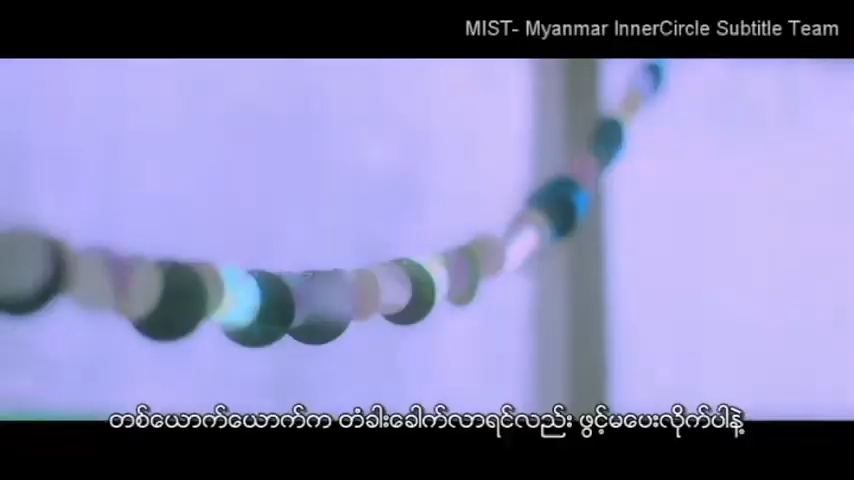 MIST- Myanmar InnerCircle Subtitle Team
တစ်ယောက်ယောက်က တံခါးခေါက်လာရင်လည်း ဖွင့်မပေးလိုက်ပါနဲ့